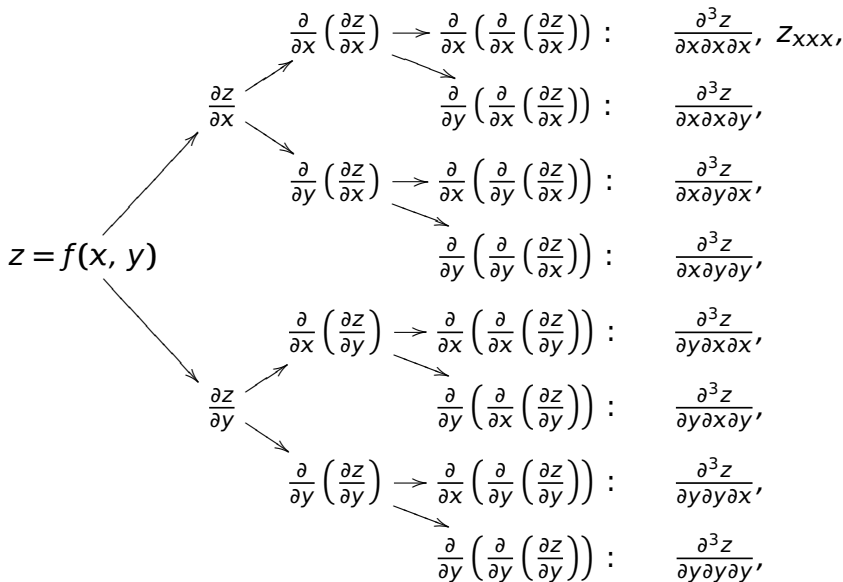 ∂/∂x (∂z/∂x) → ∂/∂x (∂/∂x (∂z/∂x)) : ∂³z/∂x∂x∂x, z_xxx,
∂z/∂x ∂/∂y (∂/∂x (∂z/∂x)) : ∂³z/∂x∂x∂y,
∂/∂y (∂z/∂x) → ∂/∂x (∂/∂y (∂z/∂x)) : ∂³z/∂x∂y∂x,
z = f(x, y) ∂/∂y (∂/∂y (∂z/∂x)) : ∂³z/∂x∂y∂y,
∂/∂x (∂z/∂y) → ∂/∂x (∂/∂x (∂z/∂y)) : ∂³z/∂y∂x∂x,
∂z/∂y ∂/∂y (∂/∂x (∂z/∂y)) : ∂³z/∂y∂x∂y,
∂/∂y (∂z/∂y) → ∂/∂x (∂/∂y (∂z/∂y)) : ∂³z/∂y∂y∂x,
∂/∂y (∂/∂y (∂z/∂y)) : ∂³z/∂y∂y∂y,